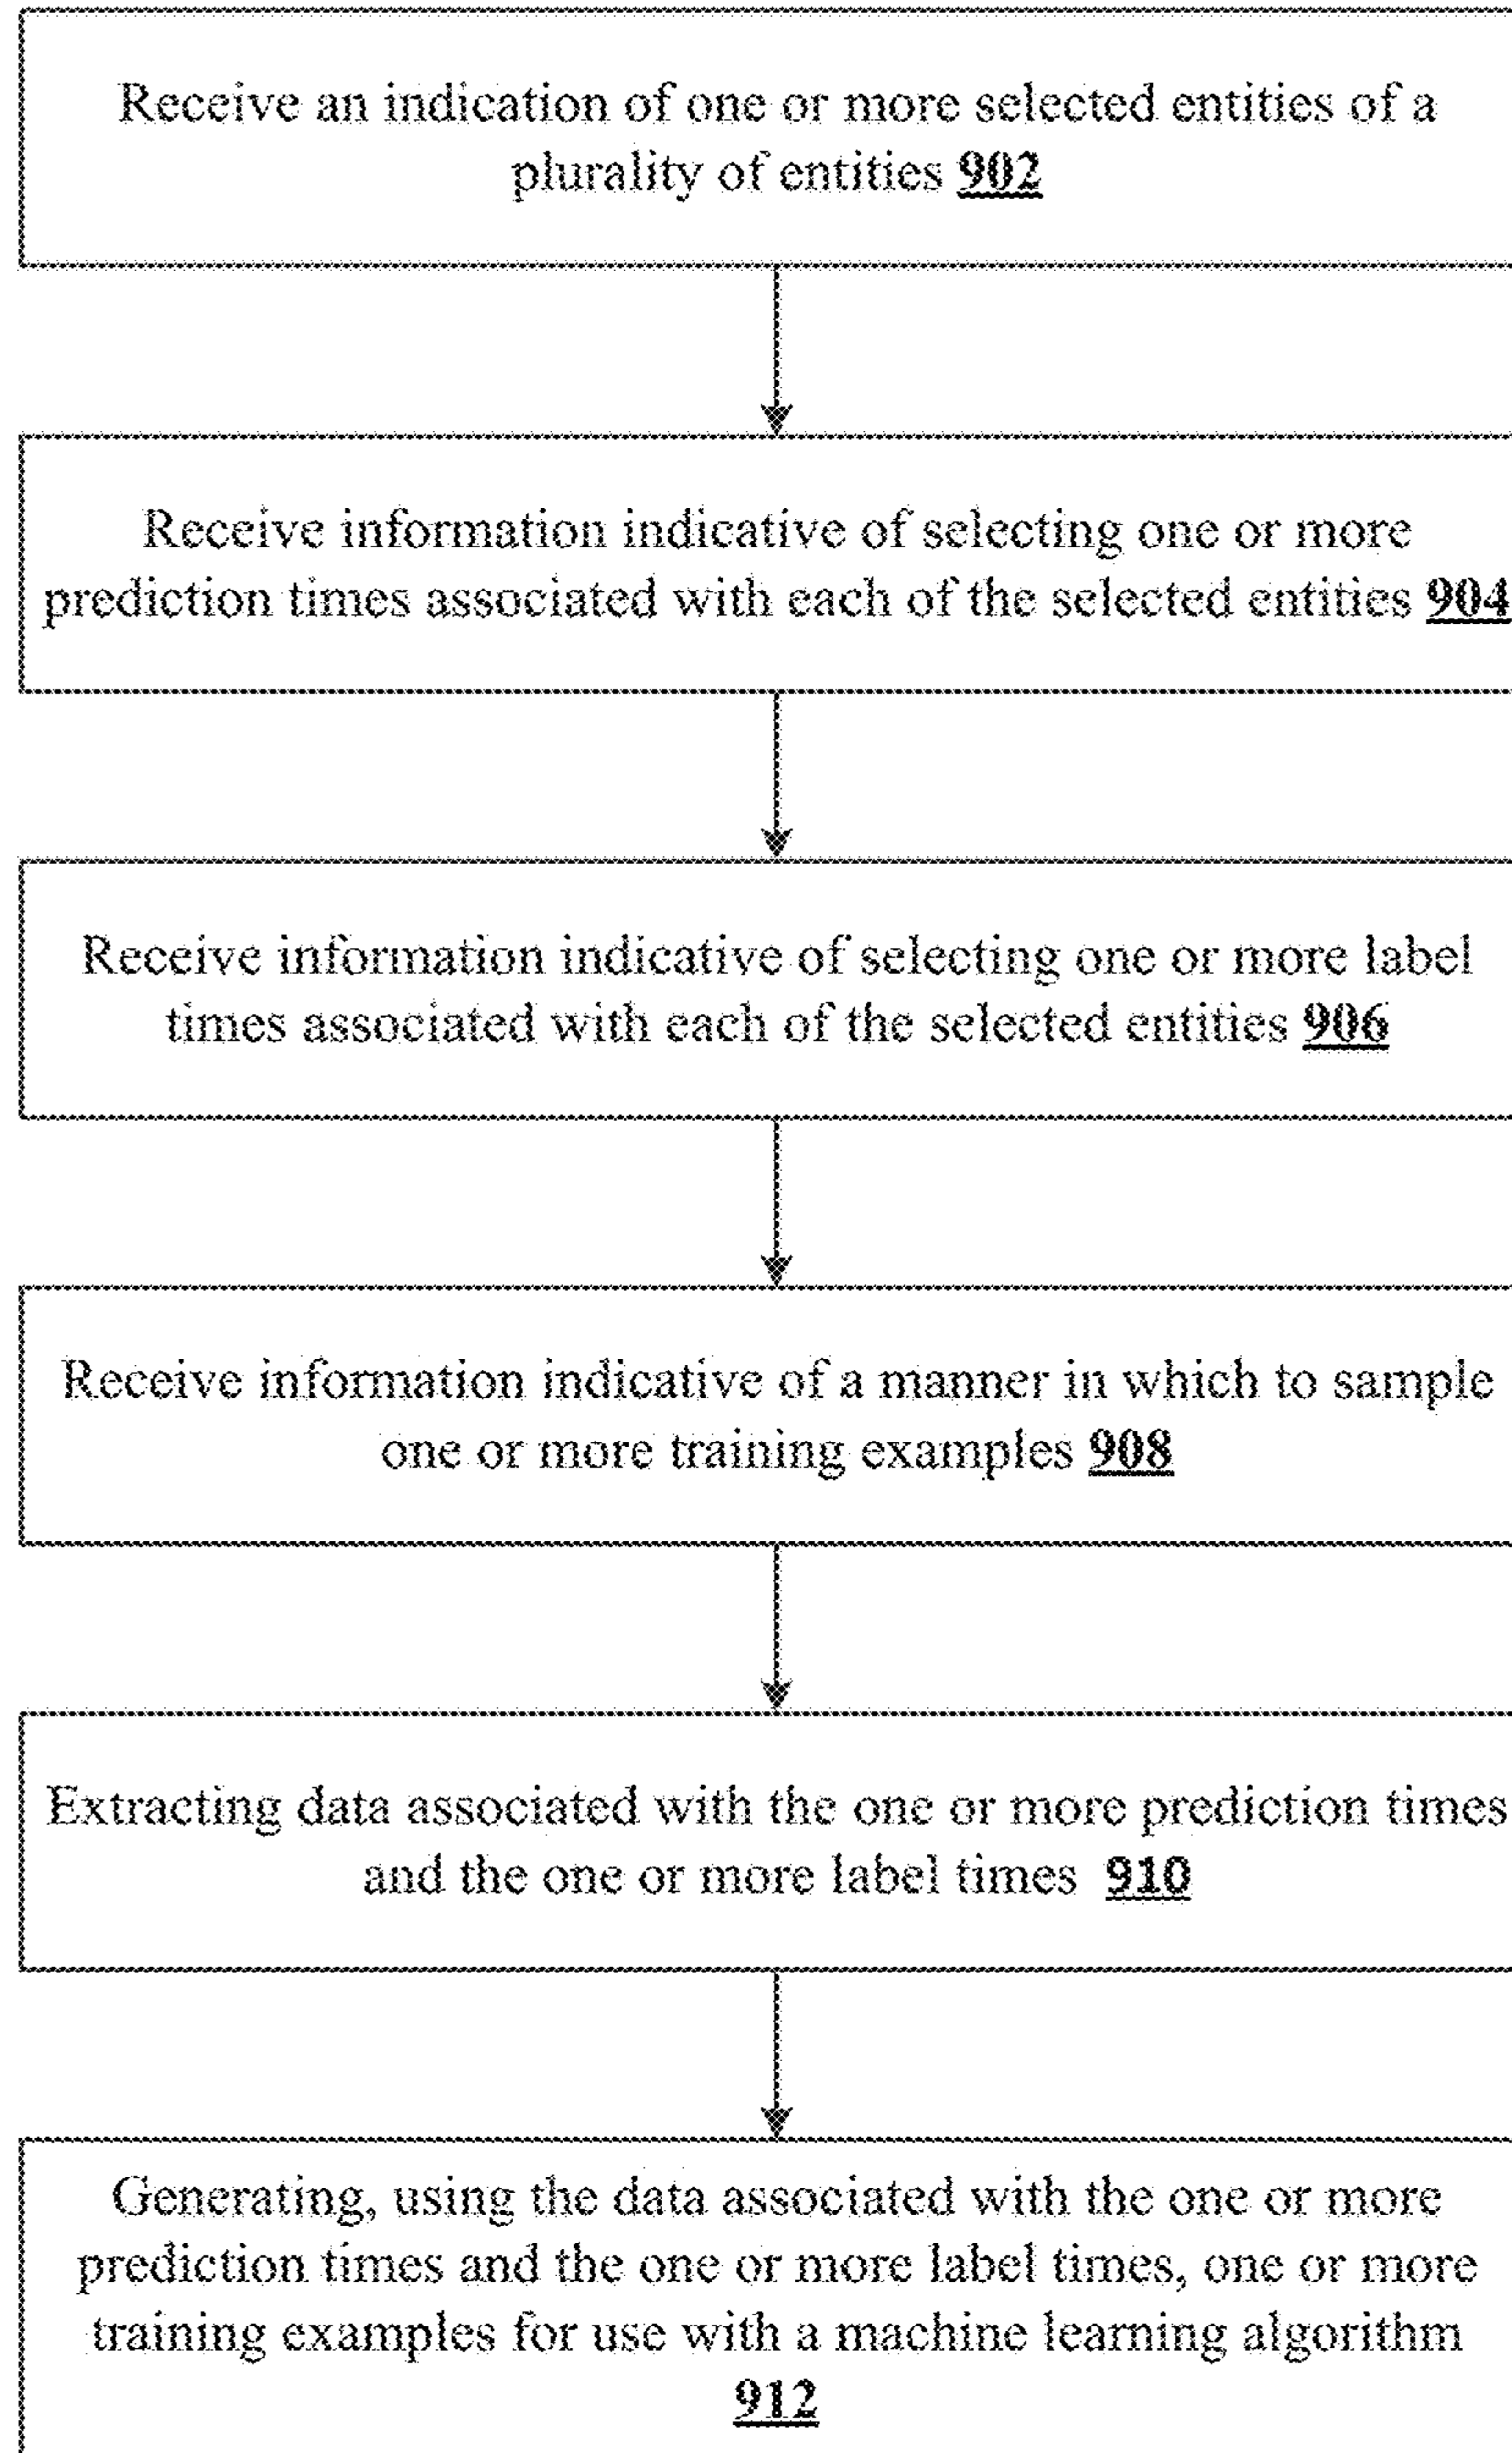 Receive an indication of one or more selected entities of a
plurality of entities 902
Receive information indicative of selecting one or more
prediction times associated with each of the selected entities 904
Receive information indicative of selecting one or more label
times associated with each of the selected entities 906
Receive information indicative of a manner in which to sample
one or more training examples 908
Extracting data associated with the one or more prediction times
and the one or more label times 910
Generating, using the data associated with the one or more
prediction times and the one or more label times, one or more
training examples for use with a machine learning algorithm
912